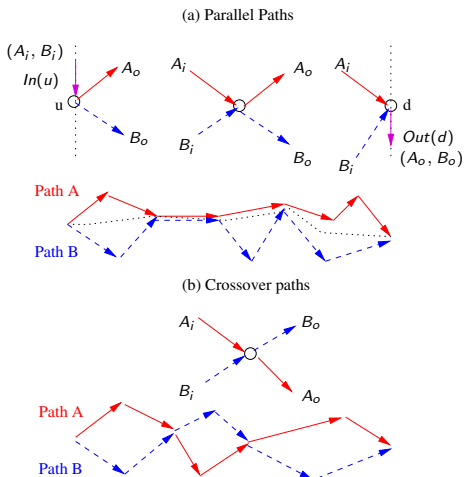 (a) Parallel Paths
(A_i, B_i)
In(u)
u
A_o
B_o
A_i
B_i
A_o
B_o
A_i
B_i
d
Out(d)
(A_o, B_o)
Path A
Path B
(b) Crossover paths
A_i
B_o
B_i
A_o
Path A
Path B